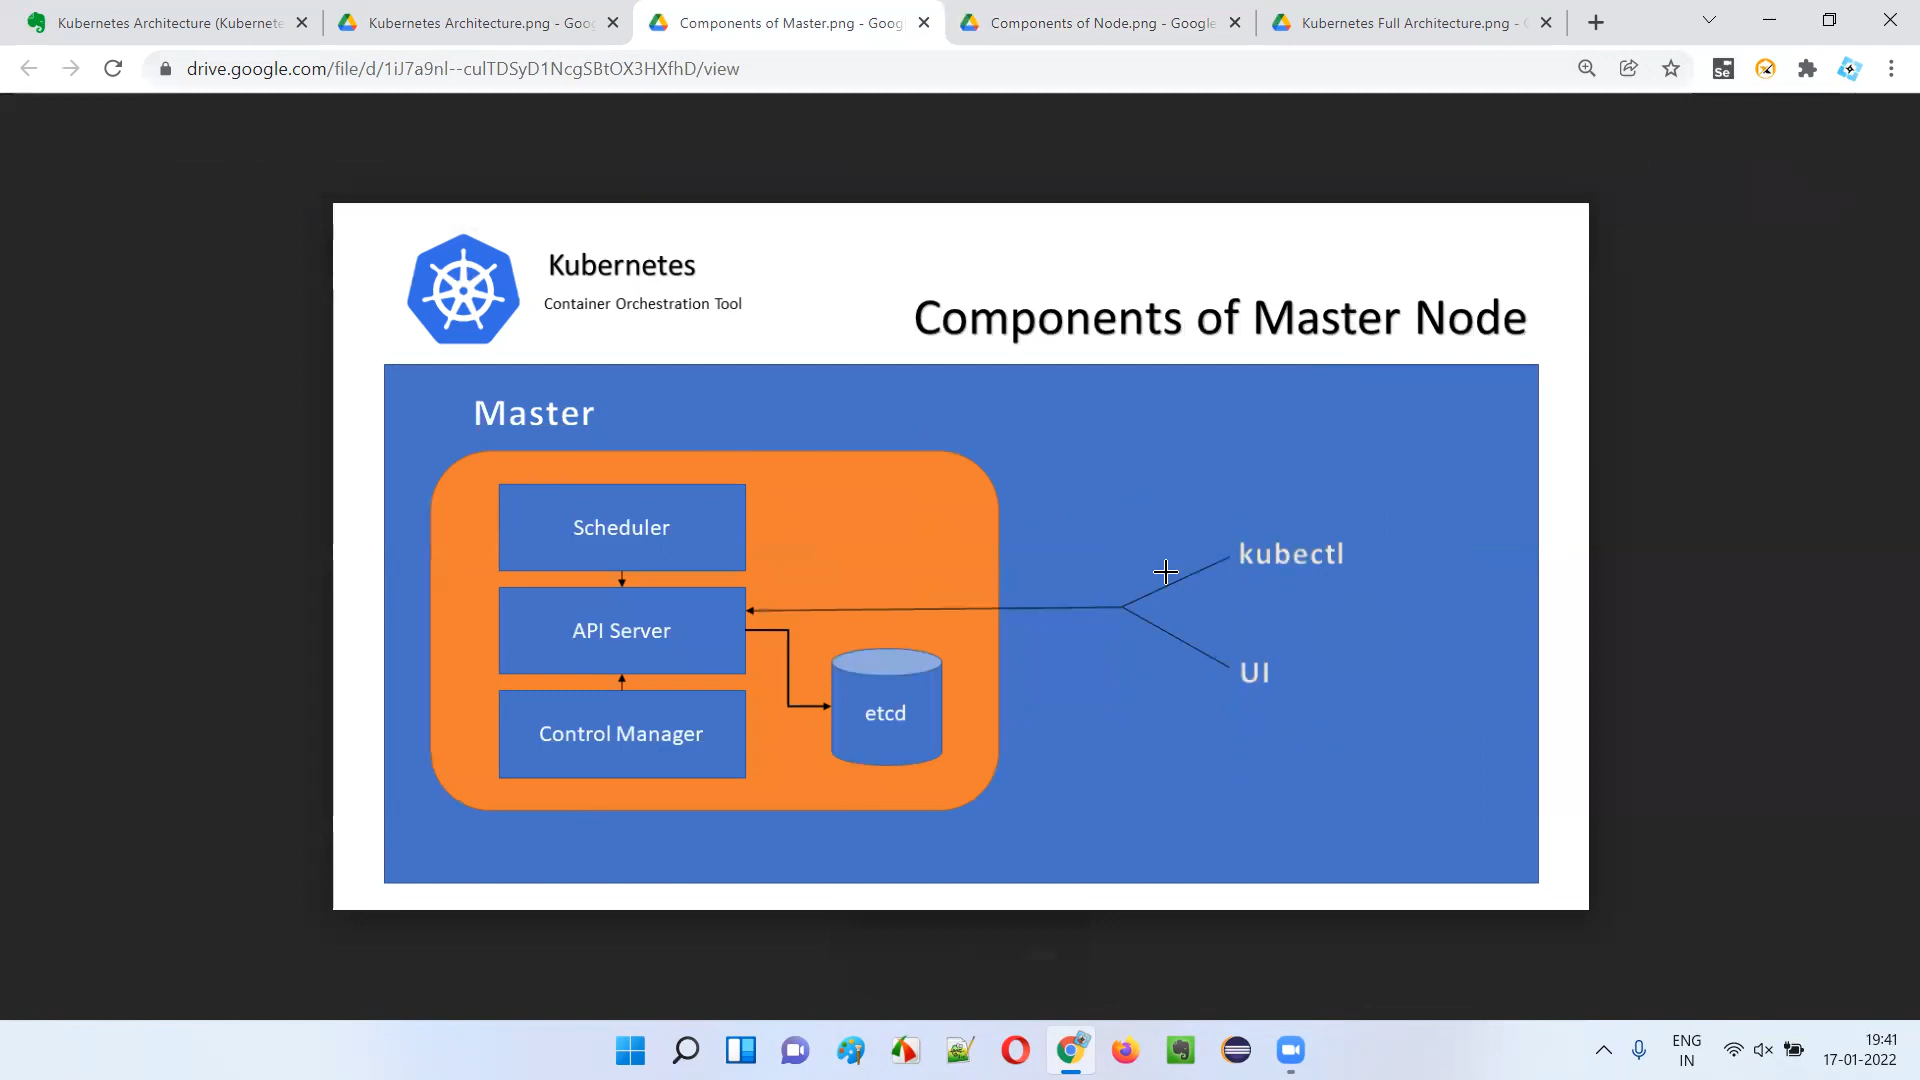 Kubernetes Architecture (Kubernete
Kubernetes Architecture.png - Goog
Components of Master.png - Goog
Components of Node.png - Google
Kubernetes Full Architecture.png - G
drive.google.com/file/d/1iJ7a9nl--culTDSyD1NcgSBtOX3HXfhD/view
Se
Kubernetes
Container Orchestration Tool
Components of Master Node
Master
Scheduler
API Server
Control Manager
etcd
kubectl
UI
ENG
IN
19:41
17-01-2022